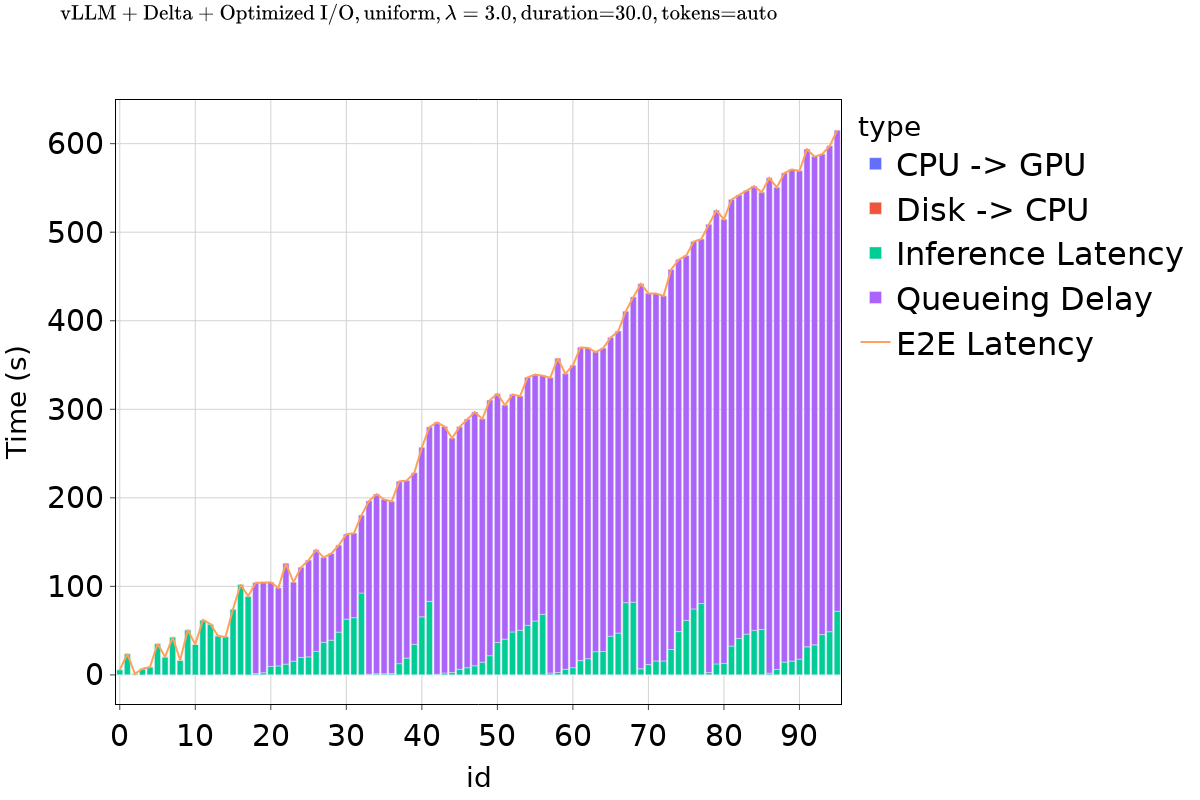 vLLM + Delta + Optimized I/O, uniform, λ = 3.0, duration=30.0, tokens=auto
type
CPU -> GPU
Disk -> CPU
Inference Latency
Queueing Delay
E2E Latency
Time (s)
600
500
400
300
200
100
0
0 10 20 30 40 50 60 70 80 90
id